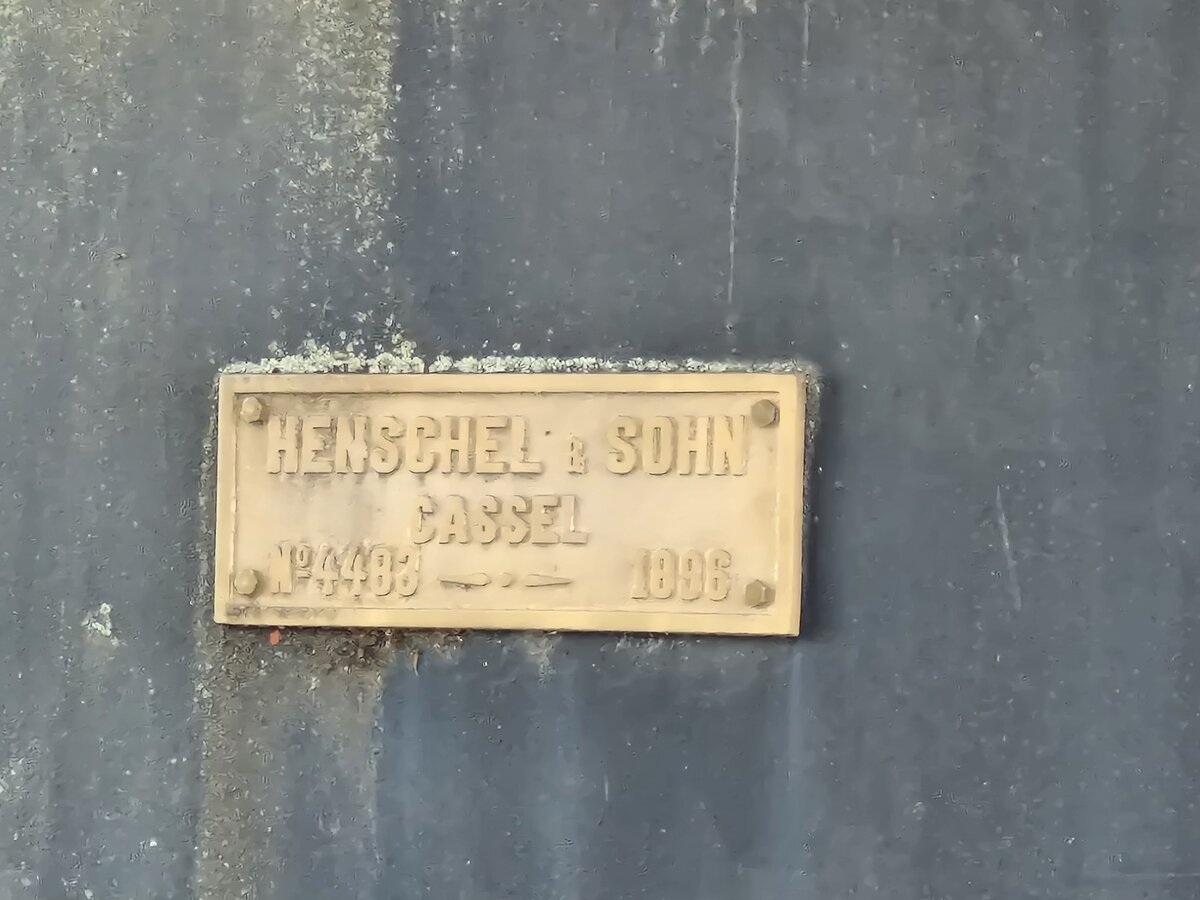 HENSCHEL & SOHN
CASSEL
Nº 4483 1896